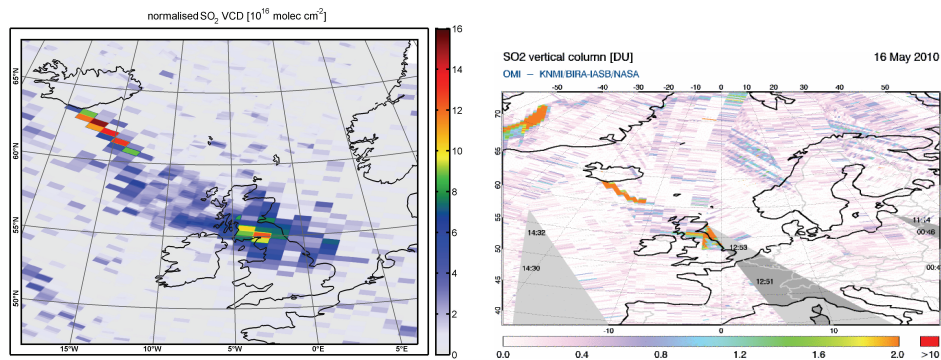 normalised SO2 VCD [10^16 molec cm^-2]
65°N
60°N
55°N
50°N
15°W
10°W
5°W
0°E
5°E
16
14
12
10
8
6
4
2
0
SO2 vertical column [DU]
16 May 2010
OMI – KNMI/BIRA-IASB/NASA
-50 -40 -30 -20 -10 0 10 20 30 40 50
70
65
60
55
50
45
40
14:32
14:30
12:53
12:51
00:46
-10 0 10
0.0 0.4 0.8 1.2 1.6 2.0 >10